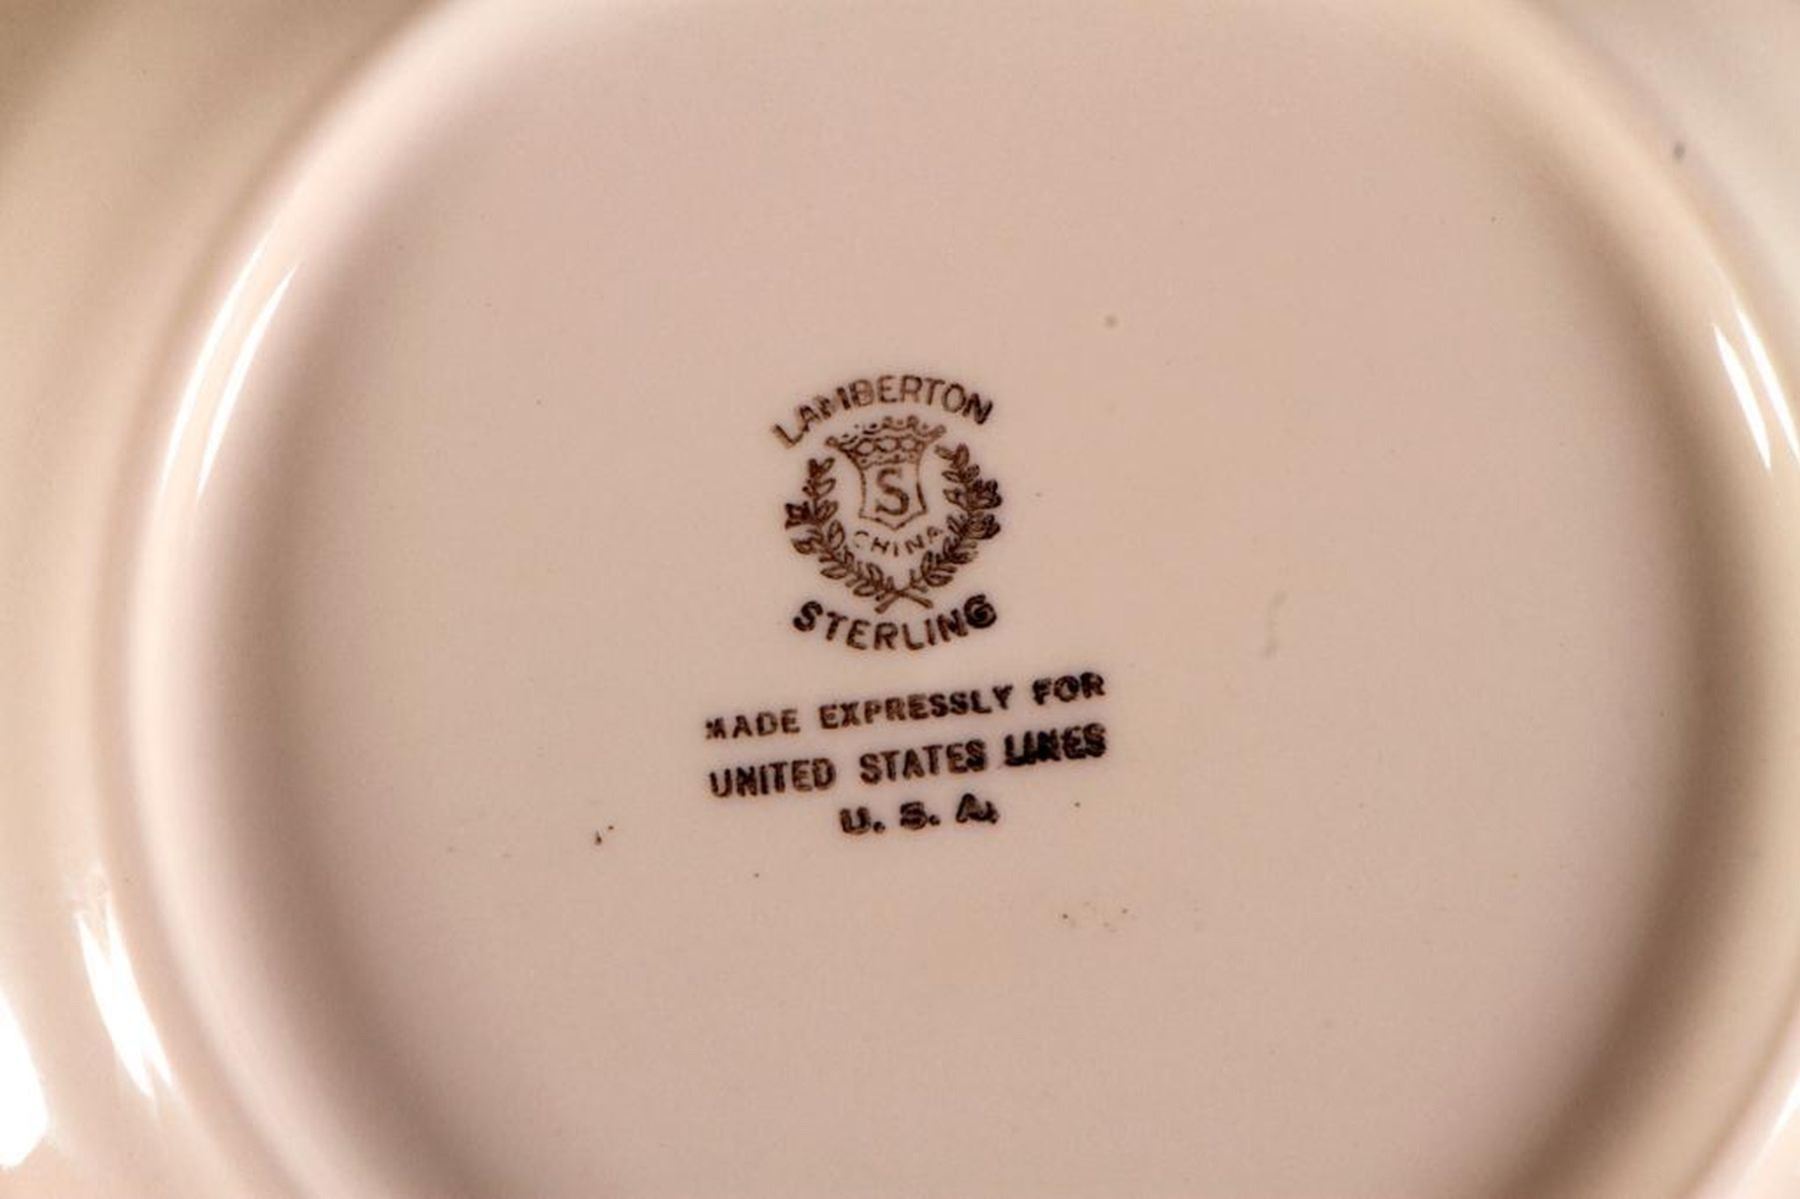 LAMBERTON
S
CHINA
STERLING
MADE EXPRESSLY FOR
UNITED STATES LINES
U. S. A.